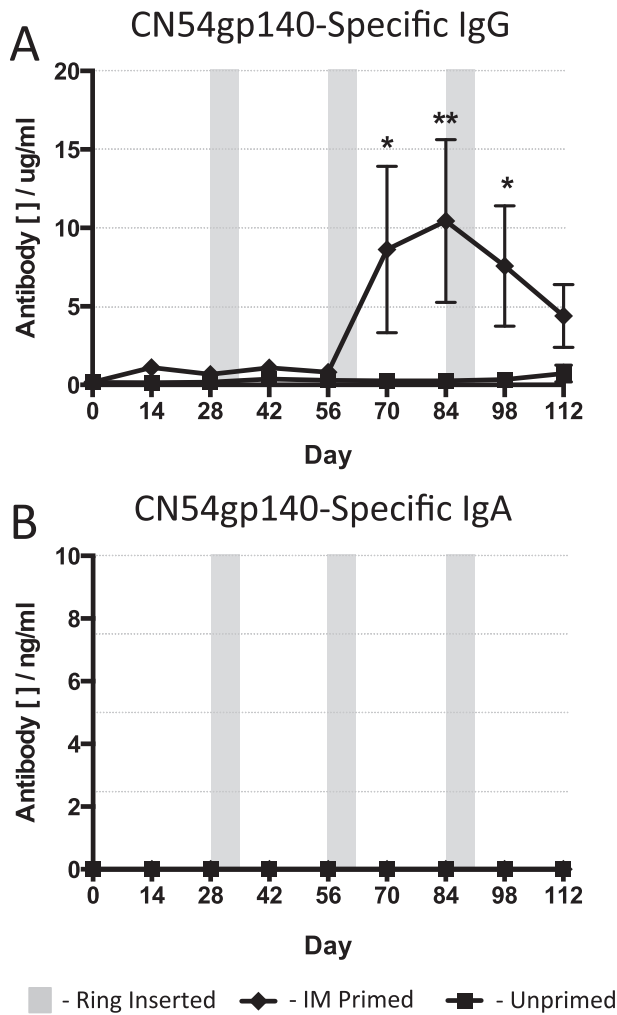 CN54gp140-Specific IgG
A
20
15
10
5
0
Antibody [ ] / ug/ml
*
**
*
0 14 28 42 56 70 84 98 112
Day
CN54gp140-Specific IgA
B
10
8
6
4
2
0
Antibody [ ] / ng/ml
0 14 28 42 56 70 84 98 112
Day
- Ring Inserted - IM Primed - Unprimed